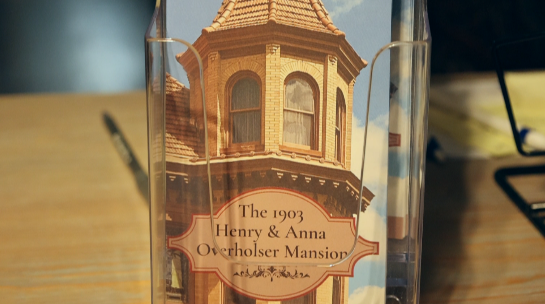 The 1903
Henry & Anna
Overholser Mansion